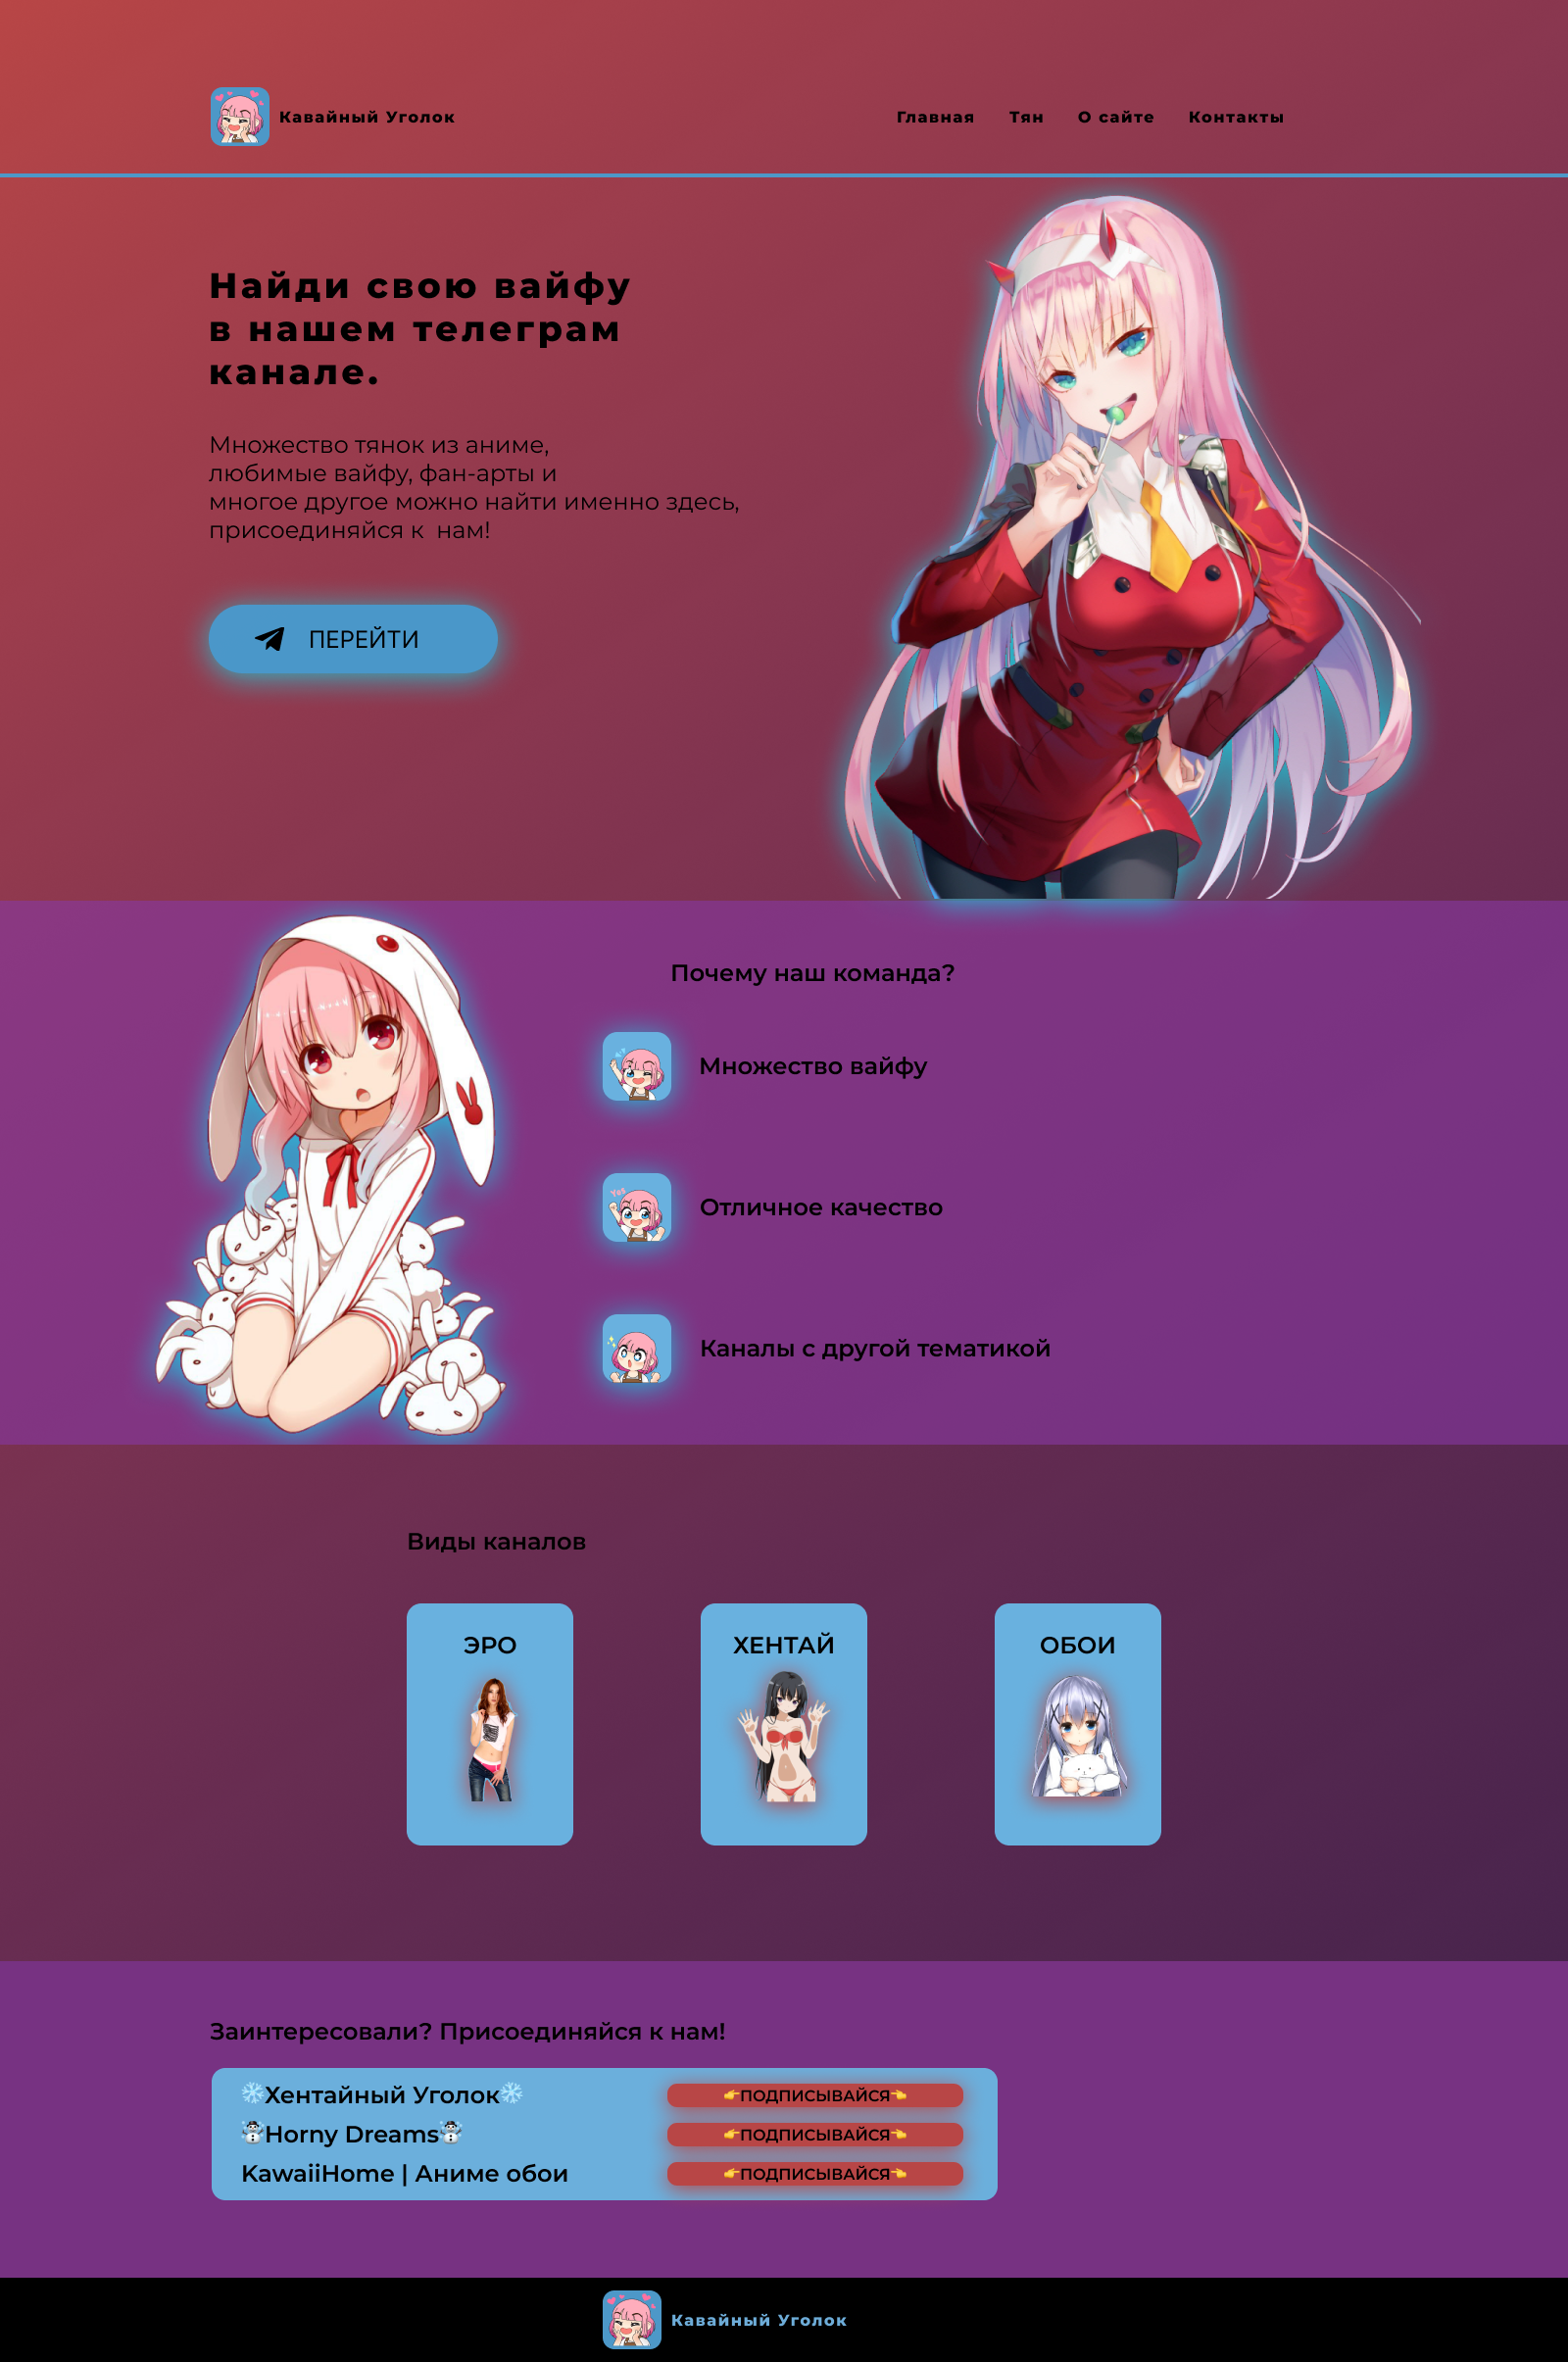 Кавайный Уголок
Главная Тян О сайте Контакты
Найди свою вайфу
в нашем телеграм
канале.
Множество тянок из аниме,
любимые вайфу, фан-арты и
многое другое можно найти именно здесь,
присоединяйся к нам!
ПЕРЕЙТИ
Почему наш команда?
Множество вайфу
Yes
Отличное качество
Каналы с другой тематикой
Виды каналов
ЭРО
ХЕНТАЙ
ОБОИ
Заинтересовали? Присоединяйся к нам!
❄️Хентайный Уголок❄️
👉ПОДПИСЫВАЙСЯ👈
☃️Horny Dreams☃️
👉ПОДПИСЫВАЙСЯ👈
KawaiiHome | Аниме обои
👉ПОДПИСЫВАЙСЯ👈
Кавайный Уголок